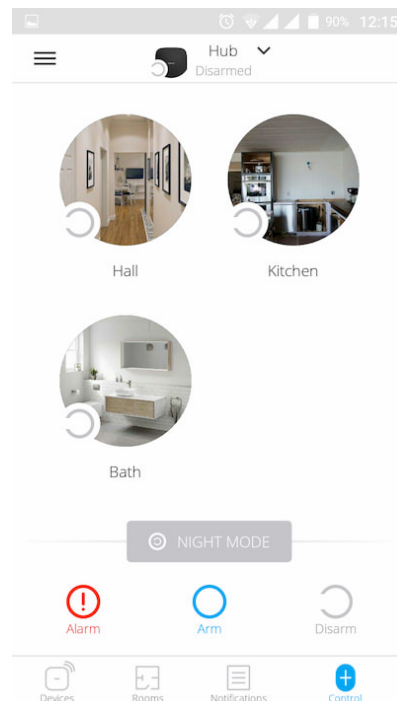 90% 12:15
Hub
Disarmed
Hall
Kitchen
Bath
NIGHT MODE
Alarm
Arm
Disarm
Devices
Rooms
Notifications
Control